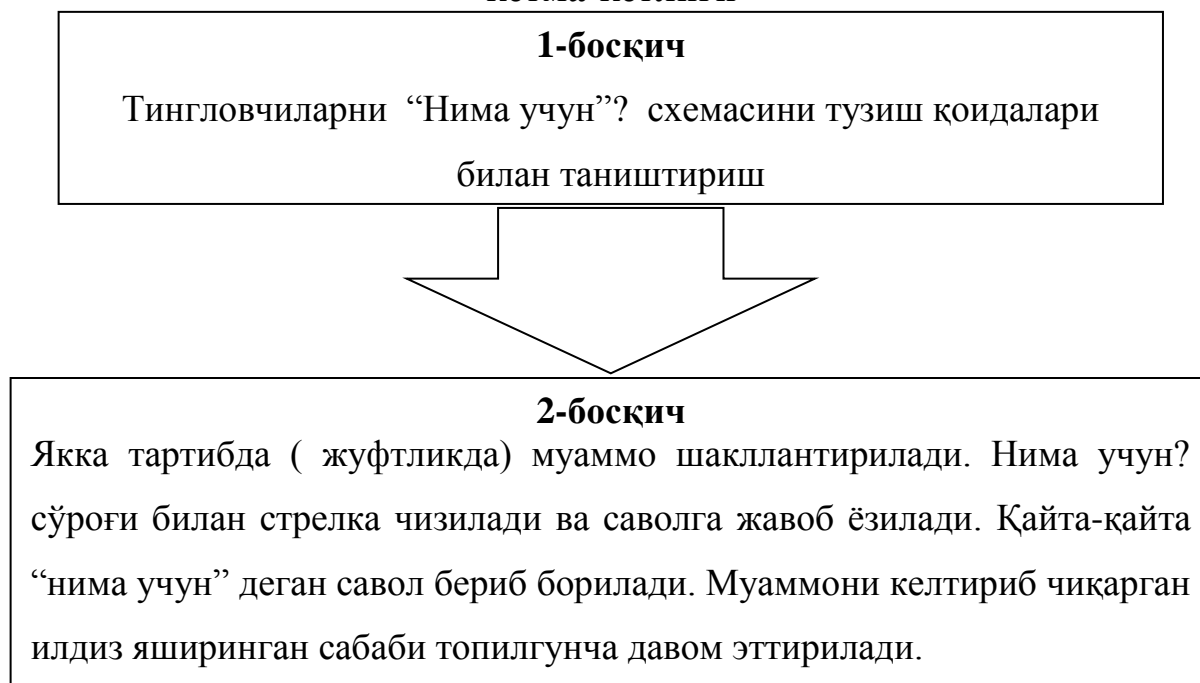 1-босқич
Тингловчиларни “Нима учун”? схемасини тузиш қоидалари
билан таништириш
2-босқич
Якка тартибда ( жуфтликда) муаммо шакллантирилади. Нима учун?
сўроғи билан стрелка чизилади ва саволга жавоб ёзилади. Қайта-қайта
“нима учун” деган савол бериб борилади. Муаммони келтириб чиқарган
илдиз яширинган сабаби топилгунча давом эттирилади.